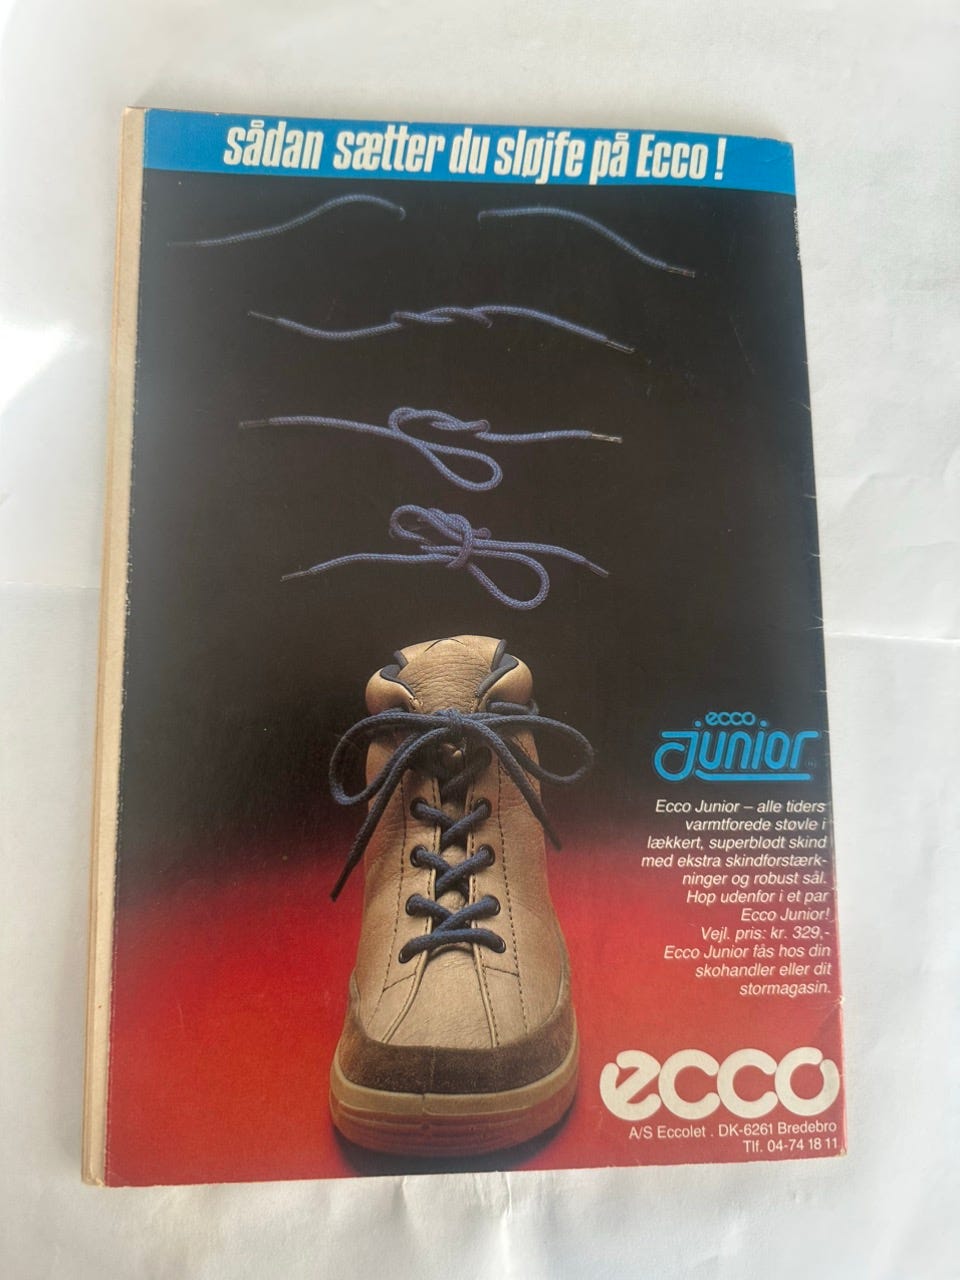 sådan sætter du sløjfe på Ecco!
ecco
junior
Ecco Junior – alle tiders
varmtforede støvle i
lækkert, superblødt skind
med ekstra skindforstærk-
ninger og robust sål.
Hop udenfor i et par
Ecco Junior!
Vejl. pris: kr. 329,-
Ecco Junior fås hos din
skohandler eller dit
stormagasin.
ecco
A/S Eccolet . DK-6261 Bredebro
Tlf. 04-74 18 11